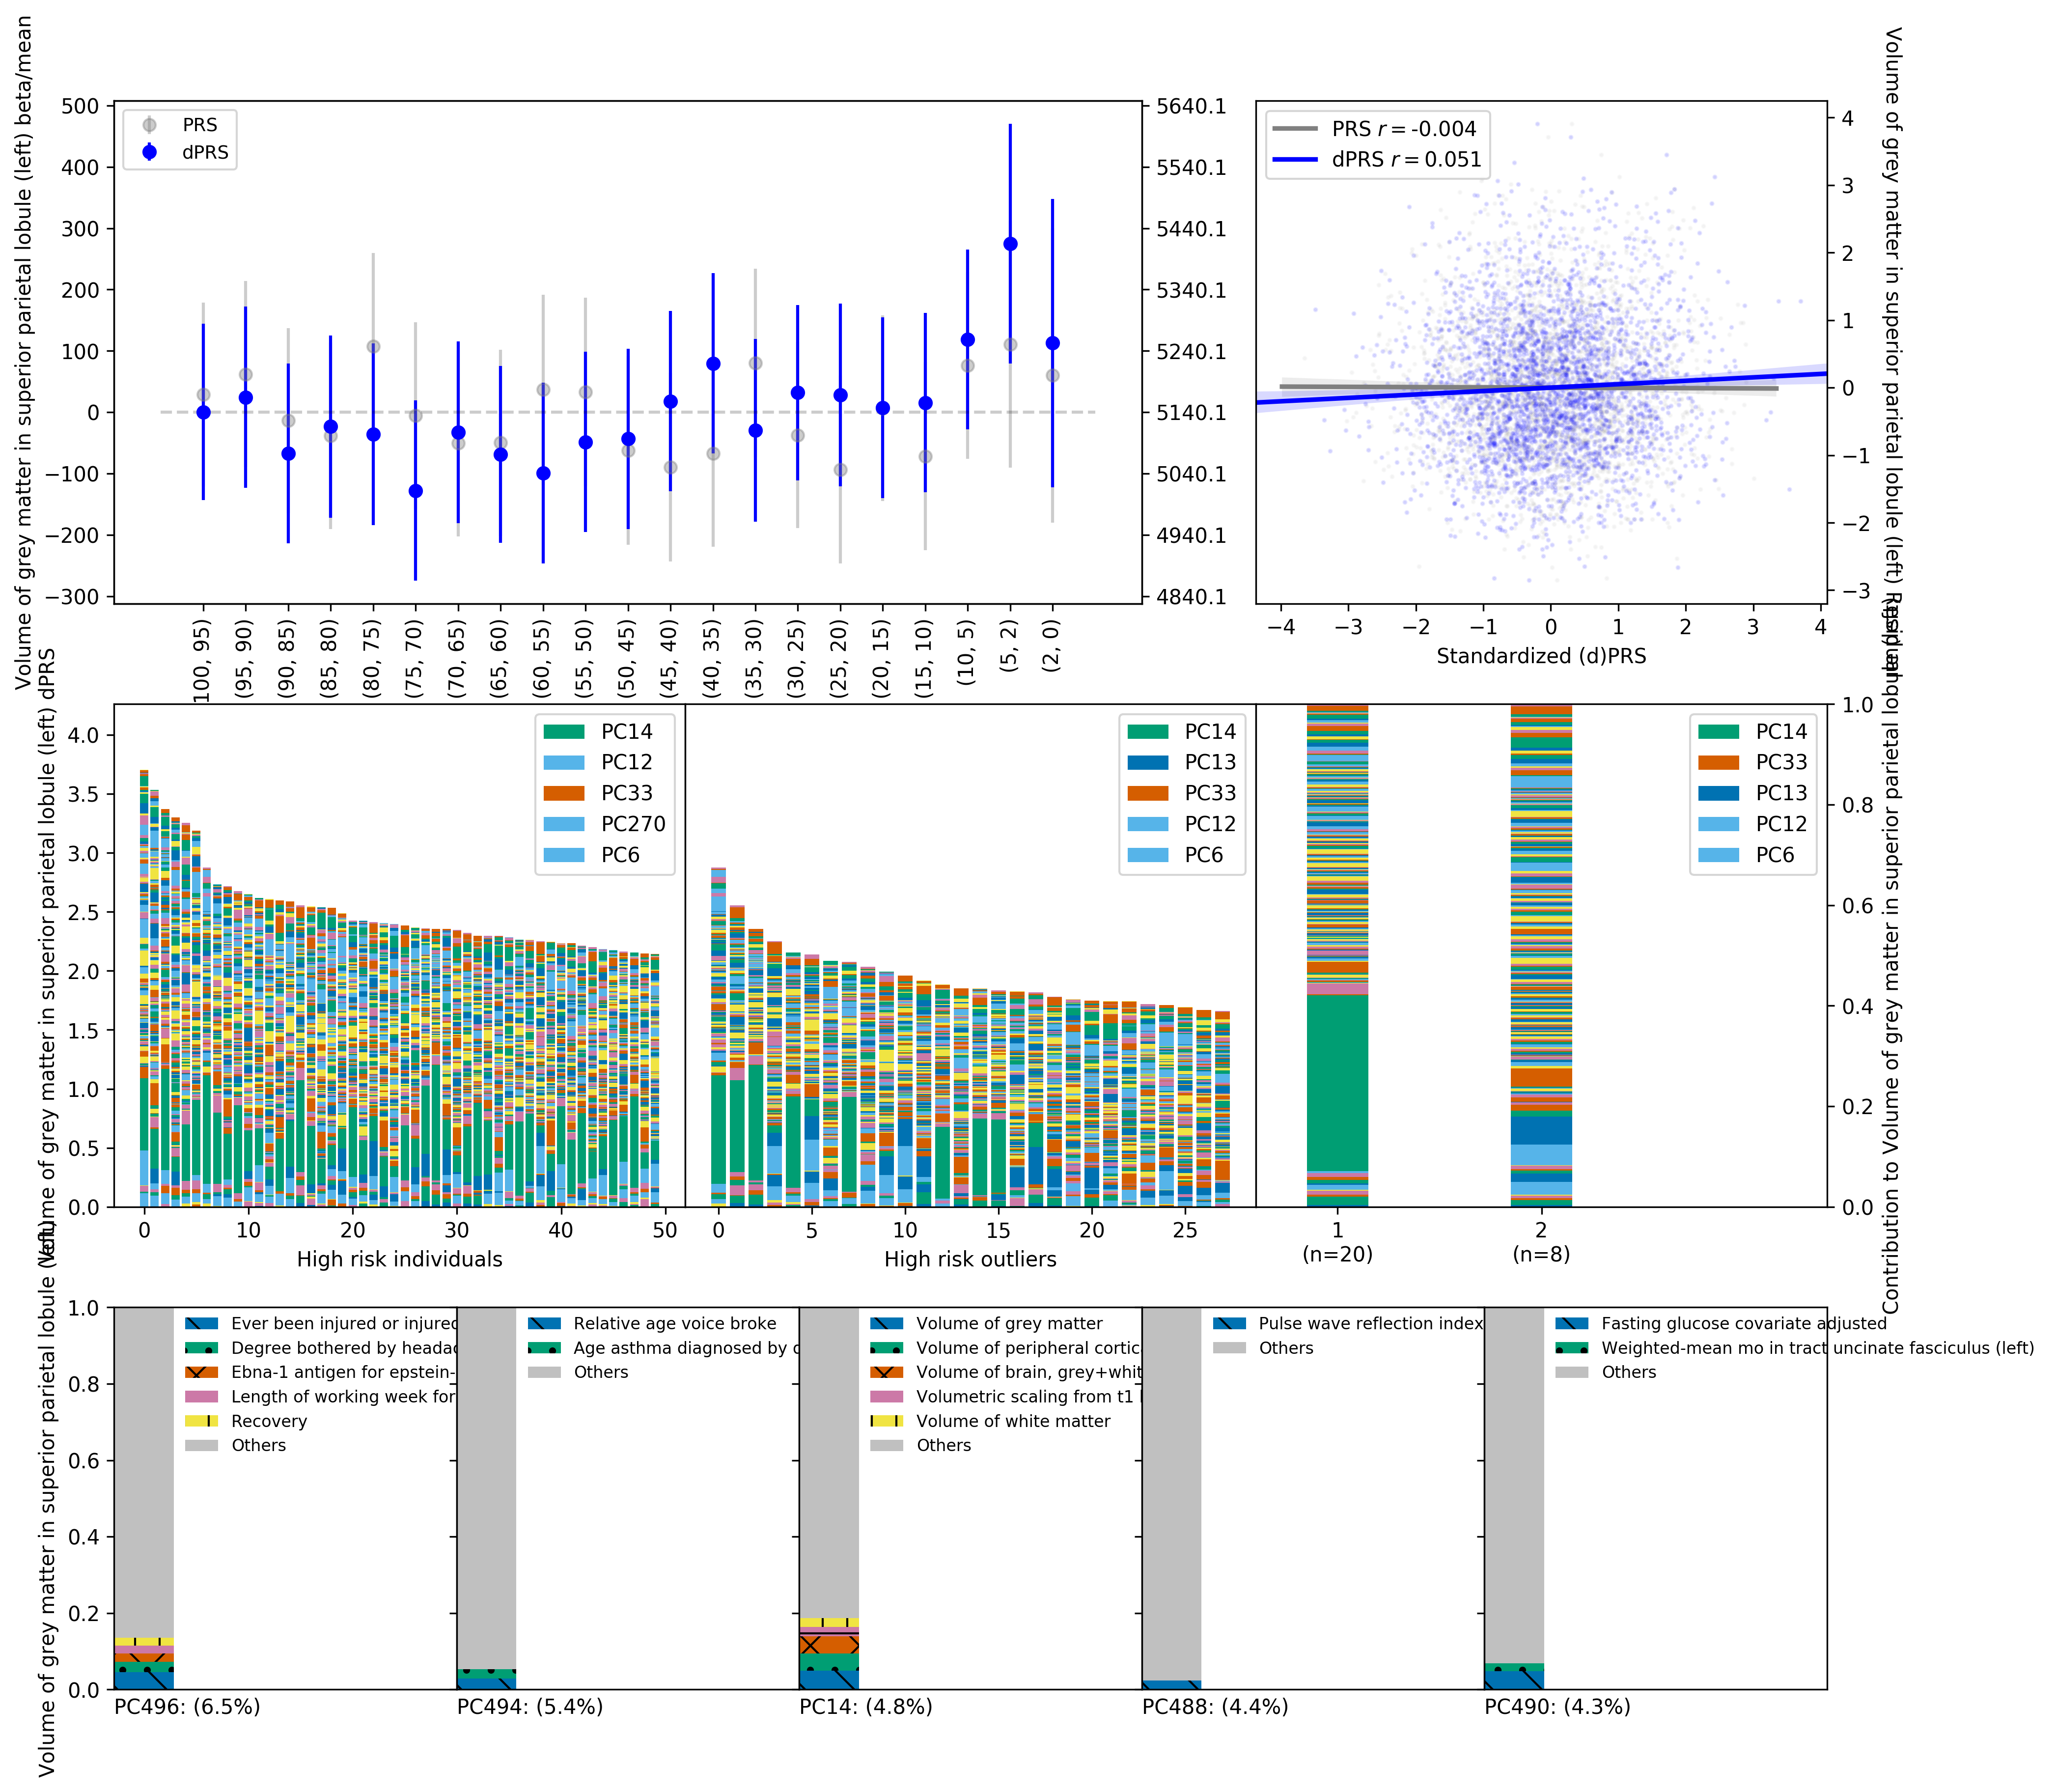 Volume of grey matter in superior parietal lobule (left) beta/mean
500
400
300
200
100
0
−100
−200
−300
PRS
dPRS
5640.1
5540.1
5440.1
5340.1
5240.1
5140.1
5040.1
4940.1
4840.1
100, 95)
(95, 90)
(90, 85)
(85, 80)
(80, 75)
(75, 70)
(70, 65)
(65, 60)
(60, 55)
(55, 50)
(50, 45)
(45, 40)
(40, 35)
(35, 30)
(30, 25)
(25, 20)
(20, 15)
(15, 10)
(10, 5)
(5, 2)
(2, 0)
PRS r = -0.004
dPRS r = 0.051
4
3
2
1
0
−1
−2
−3
Volume of grey matter in superior parietal lobule (left) Residual
−4
−3
−2
−1
0
1
2
3
4
Standardized (d)PRS
Volume of grey matter in superior parietal lobule (left) dPRS
4.0
3.5
3.0
2.5
2.0
1.5
1.0
0.5
0.0
PC14
PC12
PC33
PC270
PC6
0
10
20
30
40
50
High risk individuals
PC14
PC13
PC33
PC12
PC6
0
5
10
15
20
25
High risk outliers
PC14
PC33
PC13
PC12
PC6
1
(n=20)
2
(n=8)
1.0
0.8
0.6
0.4
0.2
0.0
Contribution to Volume of grey matter in superior parietal lobule
Volume of grey matter in superior parietal lobule (left)
1.0
0.8
0.6
0.4
0.2
0.0
Ever been injured or injured
Degree bothered by headac
Ebna-1 antigen for epstein-
Length of working week for
Recovery
Others
PC496: (6.5%)
Relative age voice broke
Age asthma diagnosed by d
Others
PC494: (5.4%)
Volume of grey matter
Volume of peripheral cortic
Volume of brain, grey+whit
Volumetric scaling from t1
Volume of white matter
Others
PC14: (4.8%)
Pulse wave reflection index
Others
PC488: (4.4%)
Fasting glucose covariate adjusted
Weighted-mean mo in tract uncinate fasciculus (left)
Others
PC490: (4.3%)